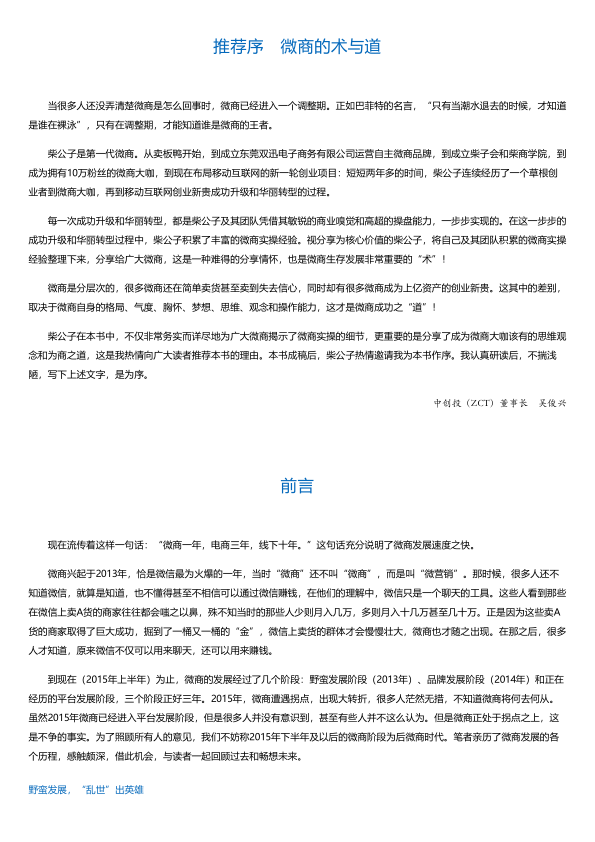 推荐序　微商的术与道
当很多人还没弄清楚微商是怎么回事时，微商已经进入一个调整期。正如巴菲特的名言，“只有当潮水退去的时候，才知道
是谁在裸泳”，只有在调整期，才能知道谁是微商的王者。
柴公子是第一代微商。从卖板鸭开始，到成立东莞双迅电子商务有限公司运营自主微商品牌，到成立柴子会和柴商学院，到
成为拥有10万粉丝的微商大咖，到现在布局移动互联网的新一轮创业项目：短短两年多的时间，柴公子连续经历了一个草根创
业者到微商大咖，再到移动互联网创业新贵成功升级和华丽转型的过程。
每一次成功升级和华丽转型，都是柴公子及其团队凭借其敏锐的商业嗅觉和高超的操盘能力，一步步实现的。在这一步步的
成功升级和华丽转型过程中，柴公子积累了丰富的微商实操经验。视分享为核心价值的柴公子，将自己及其团队积累的微商实操
经验整理下来，分享给广大微商，这是一种难得的分享情怀，也是微商生存发展非常重要的“术”！
微商是分层次的，很多微商还在简单卖货甚至卖到失去信心，同时却有很多微商成为上亿资产的创业新贵。这其中的差别，
取决于微商自身的格局、气度、胸怀、梦想、思维、观念和操作能力，这才是微商成功之“道”！
柴公子在本书中，不仅非常务实而详尽地为广大微商揭示了微商实操的细节，更重要的是分享了成为微商大咖该有的思维观
念和为商之道，这是我热情向广大读者推荐本书的理由。本书成稿后，柴公子热情邀请我为本书作序。我认真研读后，不揣浅
陋，写下上述文字，是为序。
中创投（ZCT）董事长　吴俊兴
前言
现在流传着这样一句话：“微商一年，电商三年，线下十年。”这句话充分说明了微商发展速度之快。
微商兴起于2013年，恰是微信最为火爆的一年，当时“微商”还不叫“微商”，而是叫“微营销”。那时候，很多人还不
知道微信，就算是知道，也不懂得甚至不相信可以通过微信赚钱，在他们的理解中，微信只是一个聊天的工具。这些人看到那些
在微信上卖A货的商家往往都会嗤之以鼻，殊不知当时的那些人少则月入几万，多则月入十几万甚至几十万。正是因为这些卖A
货的商家取得了巨大成功，掘到了一桶又一桶的“金”，微信上卖货的群体才会慢慢壮大，微商也才随之出现。在那之后，很多
人才知道，原来微信不仅可以用来聊天，还可以用来赚钱。
到现在（2015年上半年）为止，微商的发展经过了几个阶段：野蛮发展阶段（2013年）、品牌发展阶段（2014年）和正在
经历的平台发展阶段，三个阶段正好三年。2015年，微商遭遇拐点，出现大转折，很多人茫然无措，不知道微商将何去何从。
虽然2015年微商已经进入平台发展阶段，但是很多人并没有意识到，甚至有些人并不这么认为。但是微商正处于拐点之上，这
是不争的事实。为了照顾所有人的意见，我们不妨称2015年下半年及以后的微商阶段为后微商时代。笔者亲历了微商发展的各
个历程，感触颇深，借此机会，与读者一起回顾过去和畅想未来。
野蛮发展，“乱世”出英雄